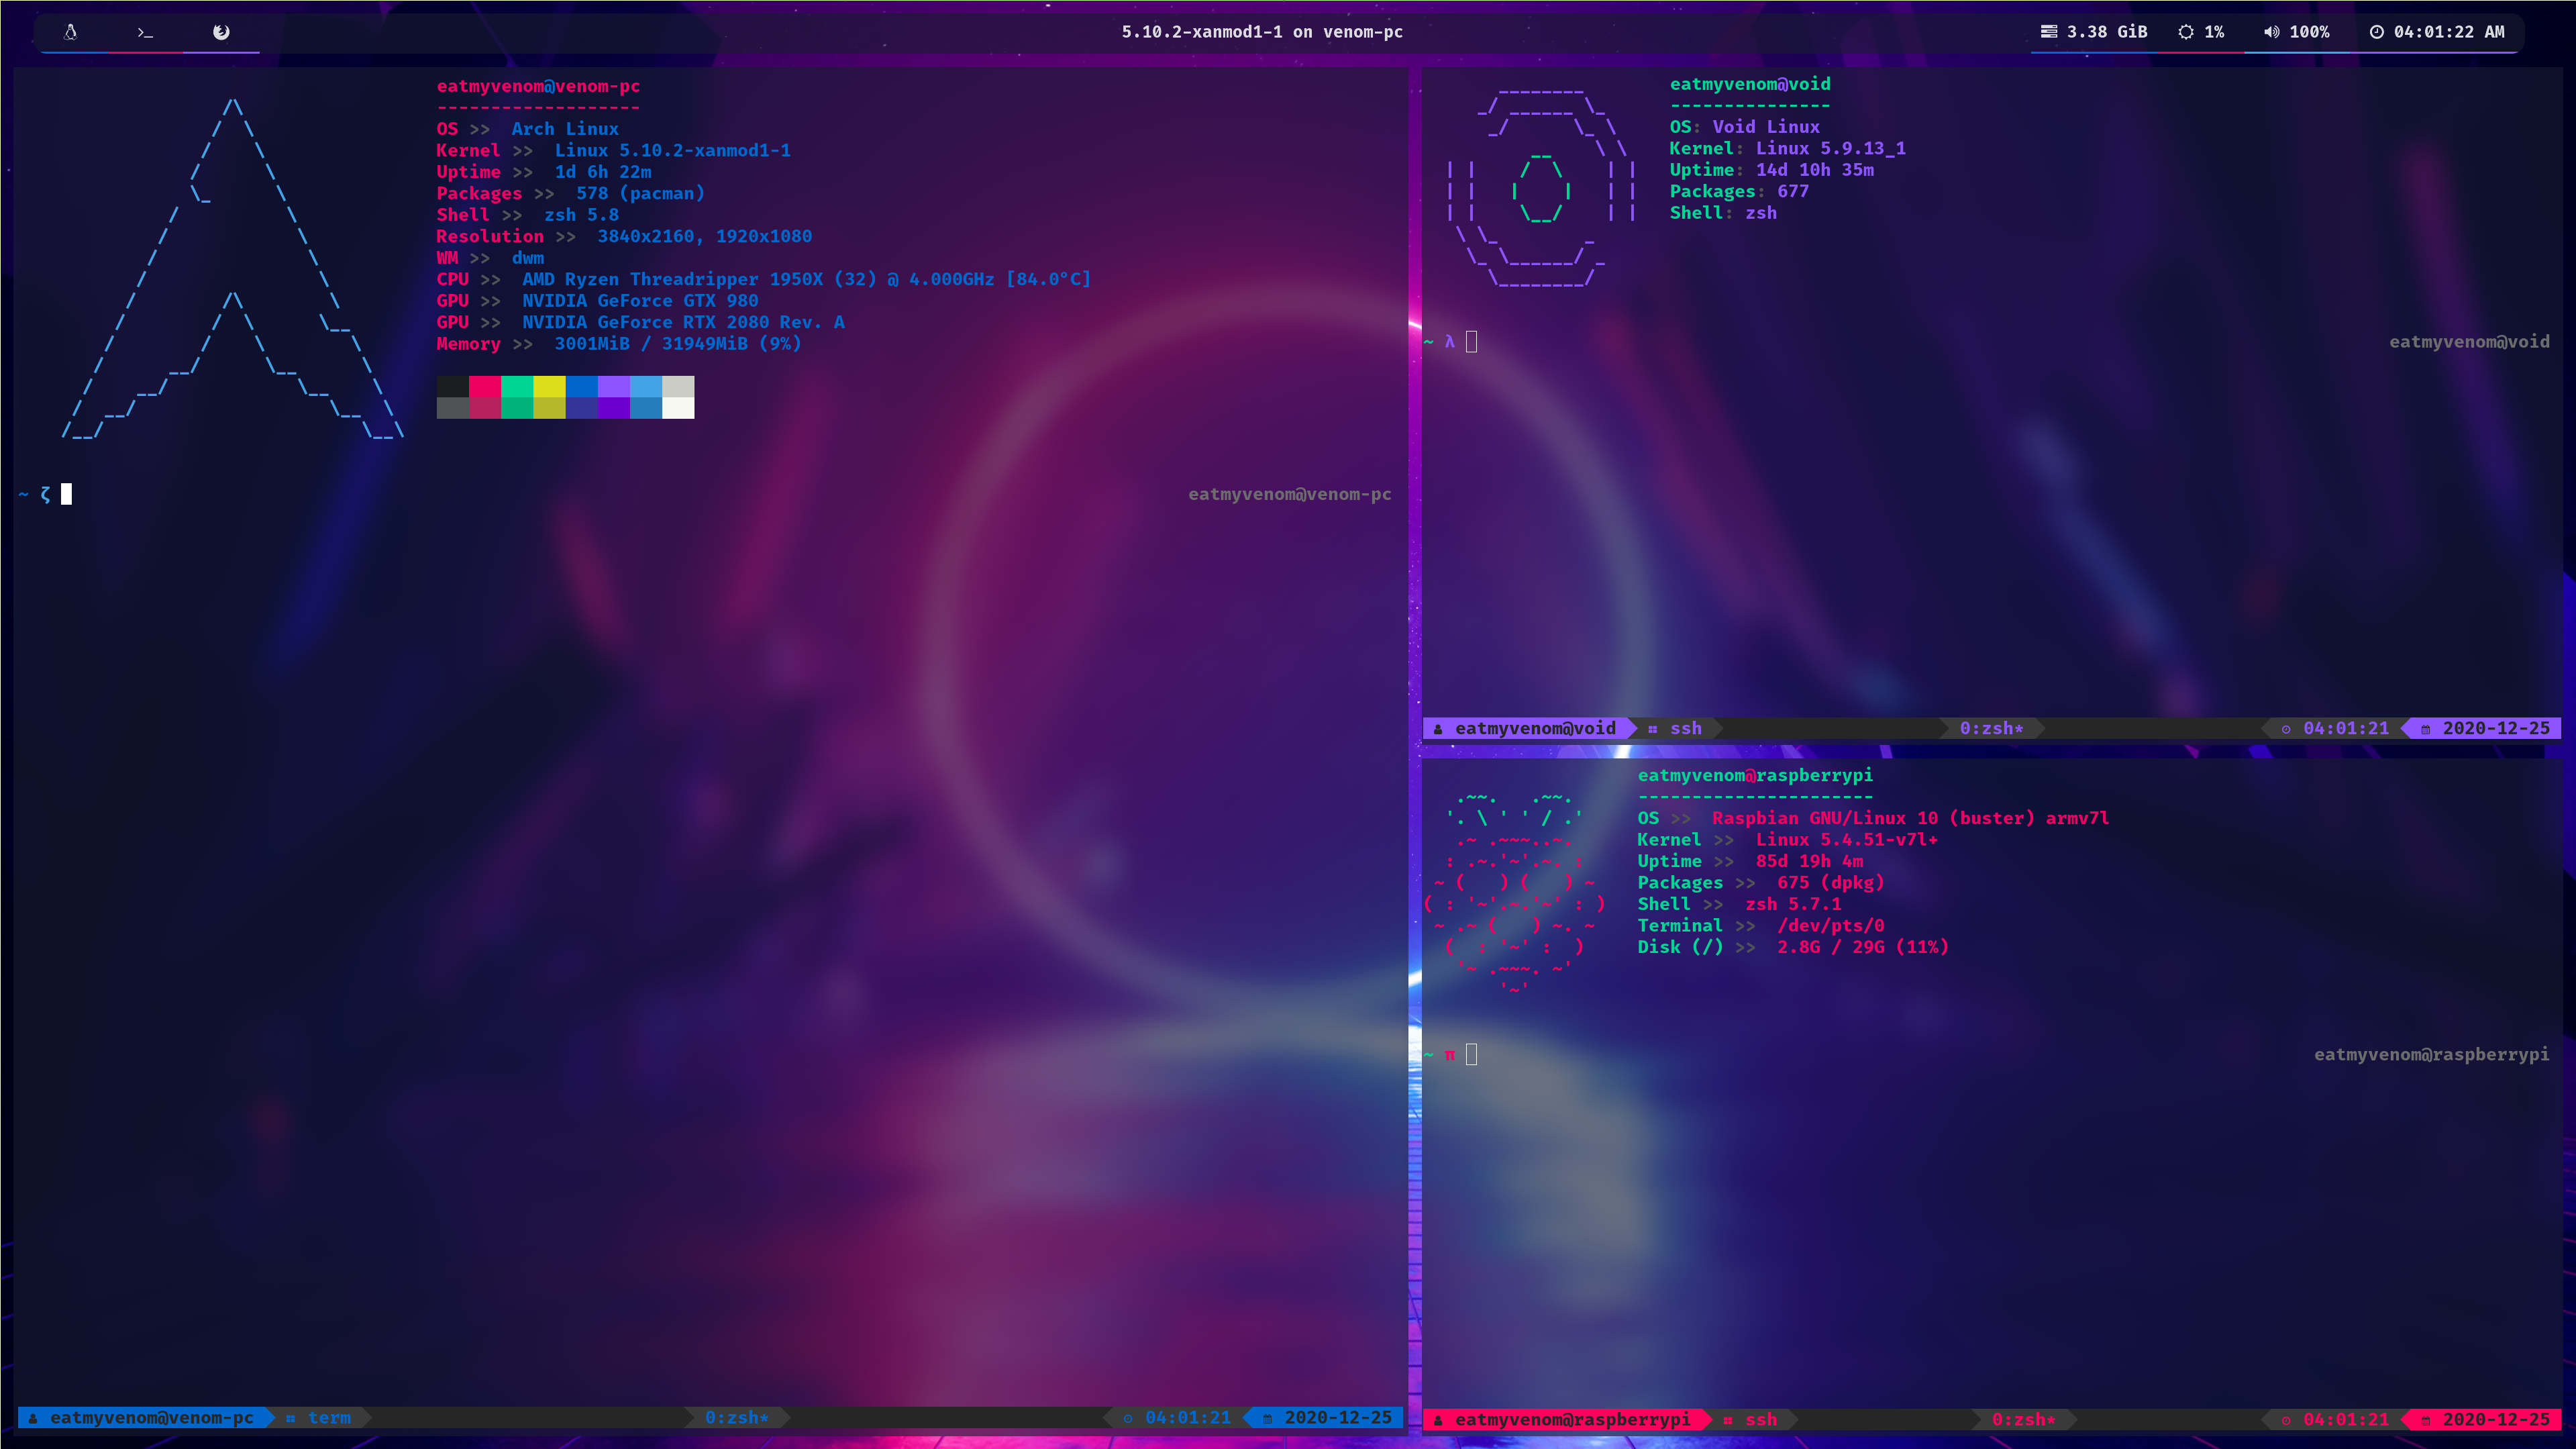 5.10.2-xanmod1-1 on venom-pc
3.38 GiB 1% 100% 04:01:22 AM
eatmyvenom@venom-pc
-------------------
OS >> Arch Linux
Kernel >> Linux 5.10.2-xanmod1-1
Uptime >> 1d 6h 22m
Packages >> 578 (pacman)
Shell >> zsh 5.8
Resolution >> 3840x2160, 1920x1080
WM >> dwm
CPU >> AMD Ryzen Threadripper 1950X (32) @ 4.000GHz [84.0°C]
GPU >> NVIDIA GeForce GTX 980
GPU >> NVIDIA GeForce RTX 2080 Rev. A
Memory >> 3001MiB / 31949MiB (9%)
~ ζ eatmyvenom@venom-pc
eatmyvenom@venom-pc term 0:zsh* 04:01:21 2020-12-25
eatmyvenom@void
---------------
OS: Void Linux
Kernel: Linux 5.9.13_1
Uptime: 14d 10h 35m
Packages: 677
Shell: zsh
~ λ eatmyvenom@void
eatmyvenom@void ssh 0:zsh* 04:01:21 2020-12-25
eatmyvenom@raspberrypi
----------------------
OS >> Raspbian GNU/Linux 10 (buster) armv7l
Kernel >> Linux 5.4.51-v7l+
Uptime >> 85d 19h 4m
Packages >> 675 (dpkg)
Shell >> zsh 5.7.1
Terminal >> /dev/pts/0
Disk (/) >> 2.8G / 29G (11%)
~ π eatmyvenom@raspberrypi
eatmyvenom@raspberrypi ssh 0:zsh* 04:01:21 2020-12-25